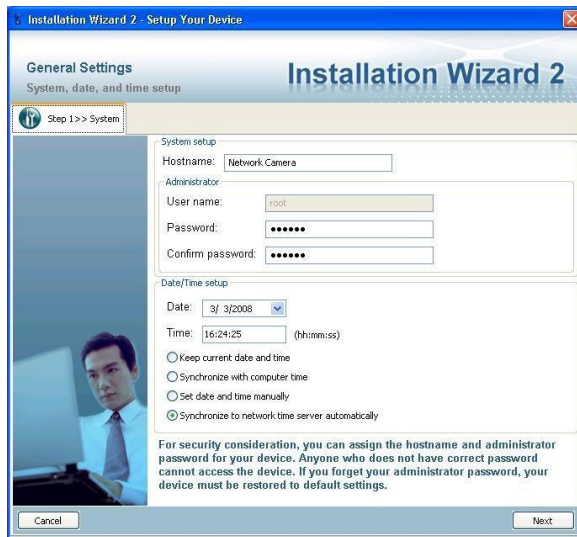 Installation Wizard 2 - Setup Your Device
General Settings
System, date, and time setup
Installation Wizard 2
Step 1>> System
System setup
Hostname: Network Camera
Administrator
User name: root
Password: ●●●●●●
Confirm password: ●●●●●●
Date/Time setup
Date: 3/ 3/2008
Time: 16:24:25 (hh:mm:ss)
Keep current date and time
Synchronize with computer time
Set date and time manually
Synchronize to network time server automatically
For security consideration, you can assign the hostname and administrator
password for your device. Anyone who does not have correct password
cannot access the device. If you forget your administrator password, your
device must be restored to default settings.
Cancel Next